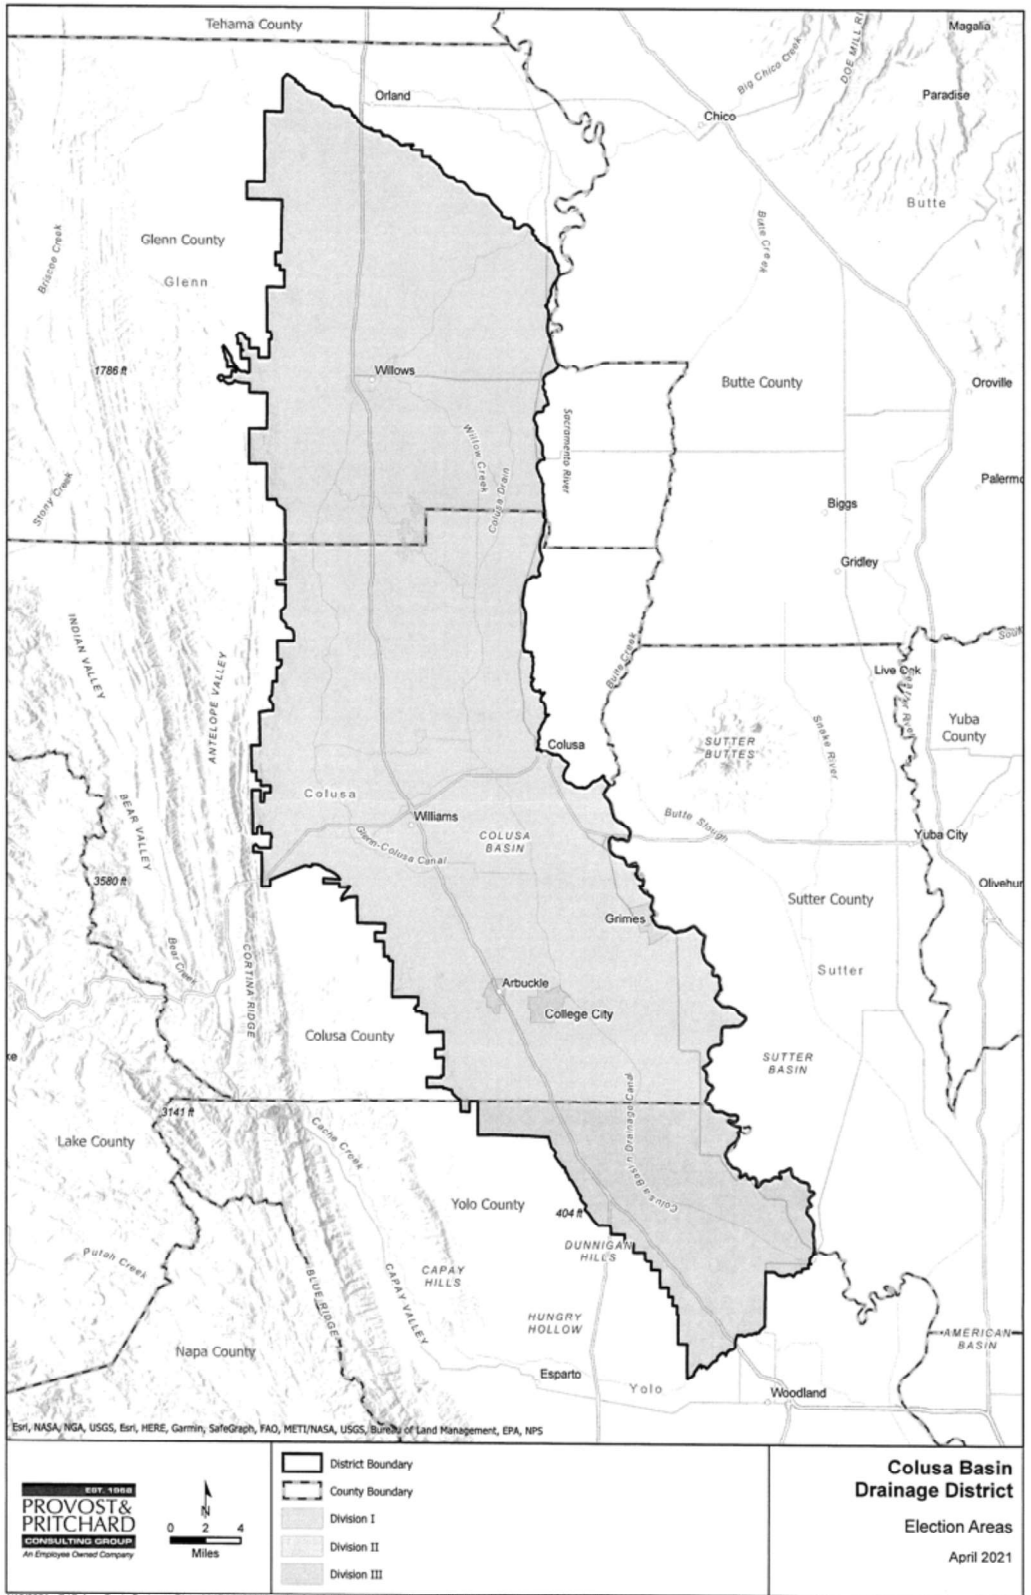 Tehama County
Magalia
Big Chico Creek
DOE MILL RI
Orland
Paradise
Chico
Butte
Butte Creek
Briscoe Creek
Glenn County
Glenn
1786 ft
Willows
Butte County
Oroville
Sacramento River
Willow Creek
Colusa Drain
Stony Creek
Palermo
Biggs
Gridley
INDIAN VALLEY
ANTELOPE VALLEY
Butte Creek
Sout
Live Oak
Yuba
County
Colusa
SUTTER
BUTTES
Snake River
Colusa
BEAR VALLEY
Williams
COLUSA
BASIN
Butte Slough
Yuba City
Glenn-Colusa Canal
3580 ft
Olivehur
Sutter County
Grimes
Bear Creek
CORTINA RIDGE
Sutter
Arbuckle
College City
Colusa County
SUTTER
BASIN
ke
3141 ft
Colusa Basin Drainage Canal
Lake County
Cache Creek
Yolo County
404 ft
DUNNIGAN
HILLS
Putah Creek
CAPAY
HILLS
BLUE RIDGE
CAPAY VALLEY
HUNGRY
HOLLOW
AMERICAN
BASIN
Napa County
Esparto
Yolo
Woodland
Esri, NASA, NGA, USGS, Esri, HERE, Garmin, SafeGraph, FAO, METI/NASA, USGS, Bureau of Land Management, EPA, NPS
EST. 1968
PROVOST&
PRITCHARD
CONSULTING GROUP
An Employee Owned Company
N
0 2 4
Miles
District Boundary
County Boundary
Division I
Division II
Division III
Colusa Basin
Drainage District
Election Areas
April 2021